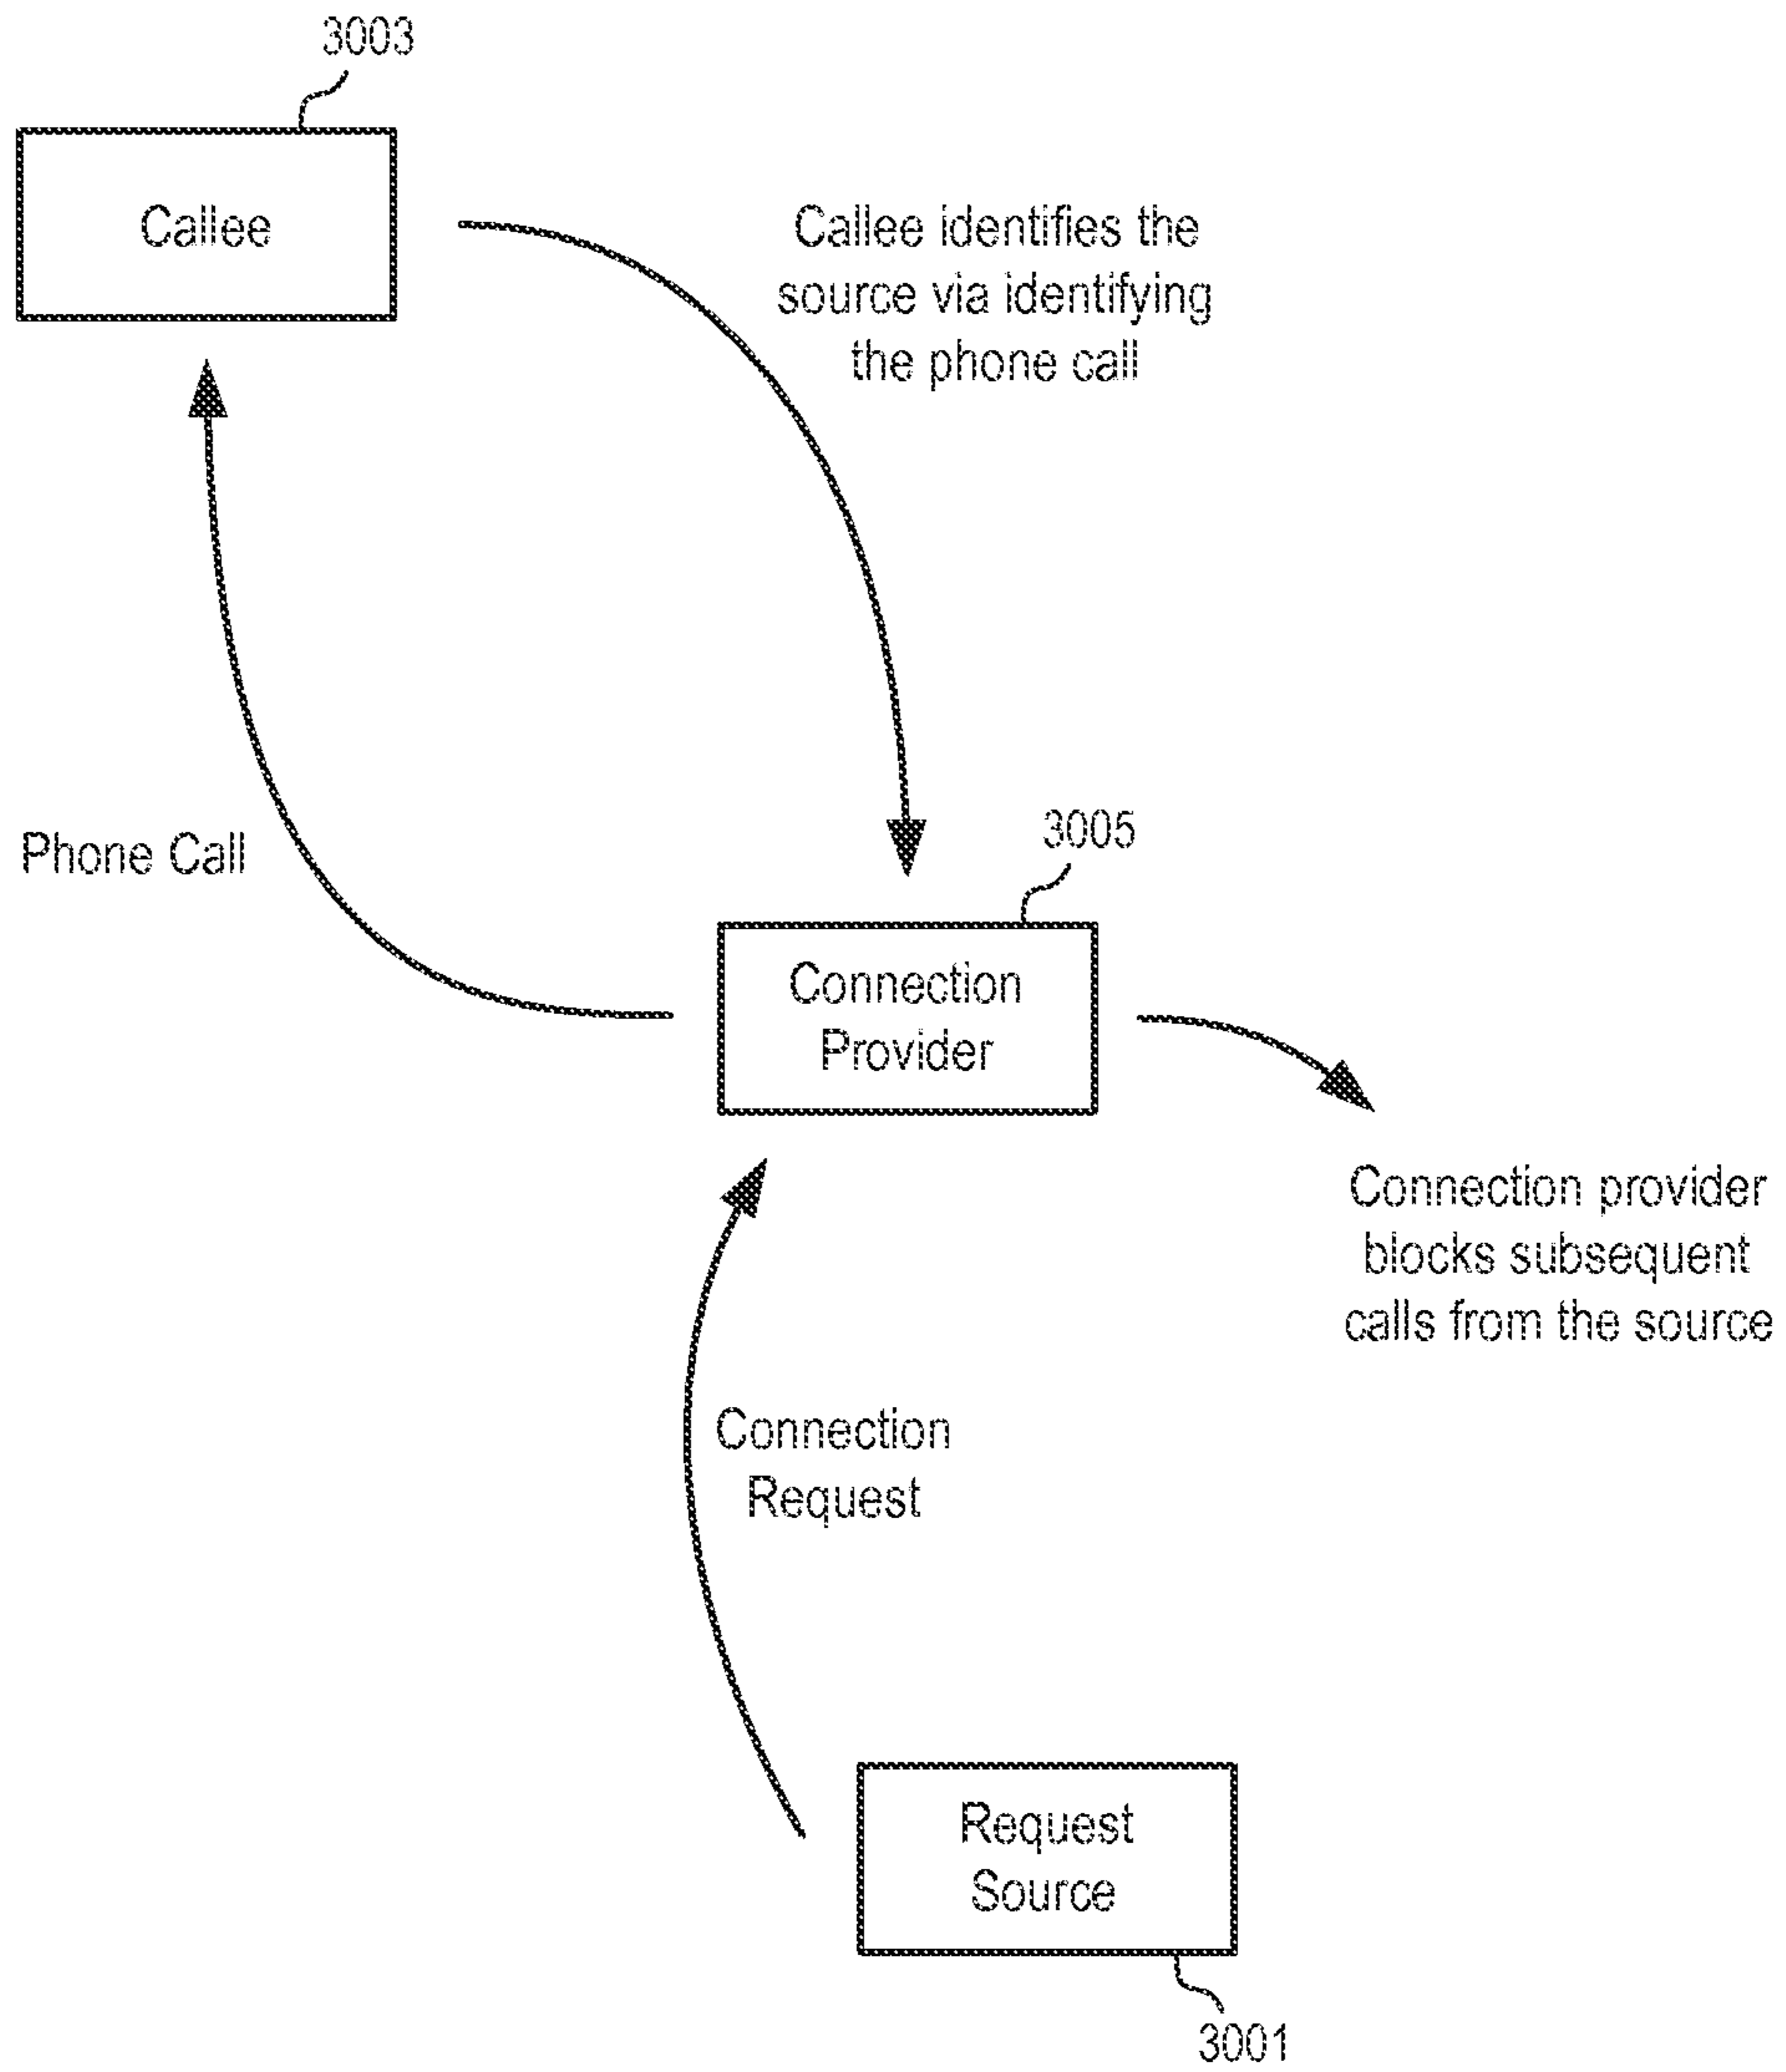 3003
Callee
Callee identifies the
source via identifying
the phone call
Phone Call
3005
Connection
Provider
Connection provider
blocks subsequent
calls from the source
Connection
Request
Request
Source
3001